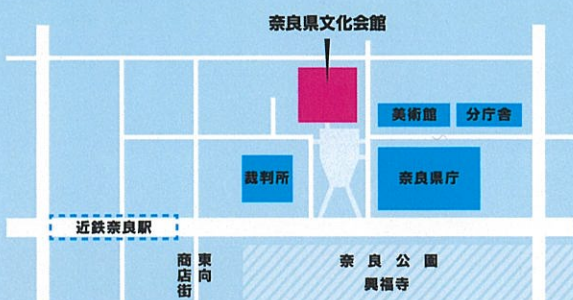 奈良県文化会館
美術館
分庁舎
裁判所
奈良県庁
近鉄奈良駅
東向
商店街
奈良公園
興福寺